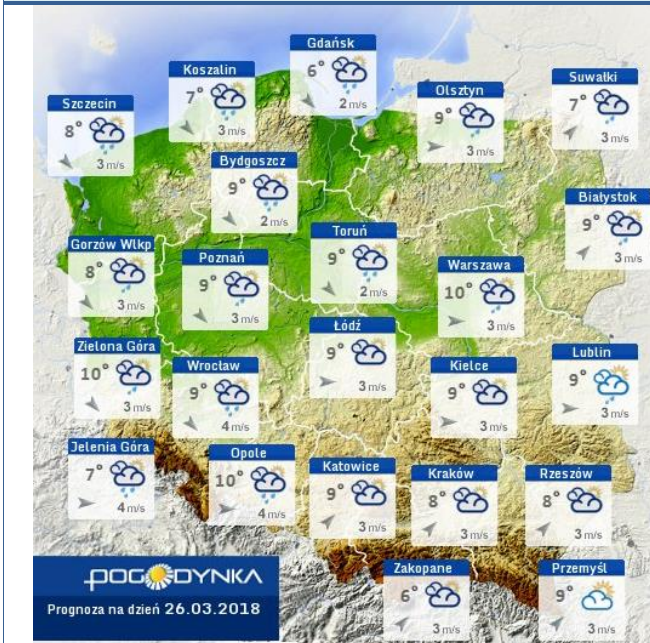 Gdańsk
6°
2 m/s
Koszalin
7°
3 m/s
Suwałki
7°
3 m/s
Olsztyn
9°
3 m/s
Szczecin
8°
3 m/s
Bydgoszcz
9°
2 m/s
Białystok
9°
3 m/s
Toruń
9°
2 m/s
Gorzów Wlkp
8°
3 m/s
Poznań
9°
3 m/s
Warszawa
10°
3 m/s
Łódź
9°
3 m/s
Zielona Góra
10°
3 m/s
Lublin
9°
3 m/s
Wrocław
9°
4 m/s
Kielce
9°
3 m/s
Jelenia Góra
7°
4 m/s
Opole
10°
4 m/s
Katowice
9°
3 m/s
Kraków
8°
3 m/s
Rzeszów
8°
3 m/s
Zakopane
6°
3 m/s
Przemyśl
9°
3 m/s
POGODYNKA
Prognoza na dzień 26.03.2018